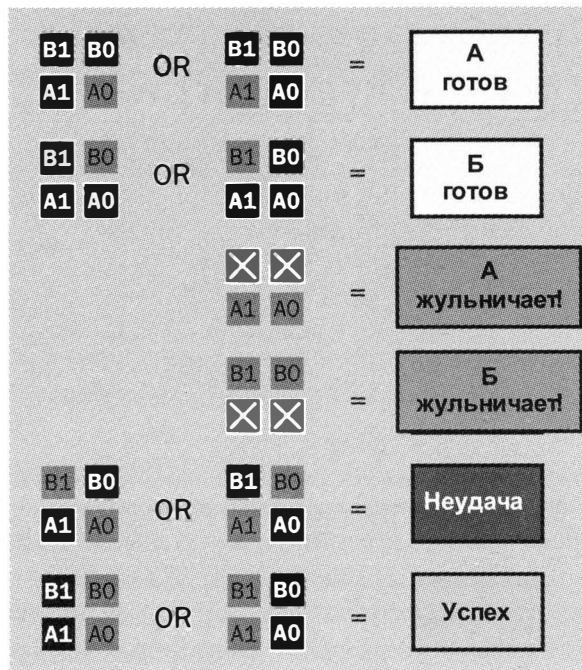 B1 B0 OR B1 B0 = А
A1 A0 A1 A0 готов
B1 B0 OR B1 B0 = Б
A1 A0 A1 A0 готов
= А
A1 A0 жульничает!
B1 B0 = Б
жульничает!
B1 B0 OR B1 B0 = Неудача
A1 A0 A1 A0
B1 B0 OR B1 B0 = Успех
A1 A0 A1 A0